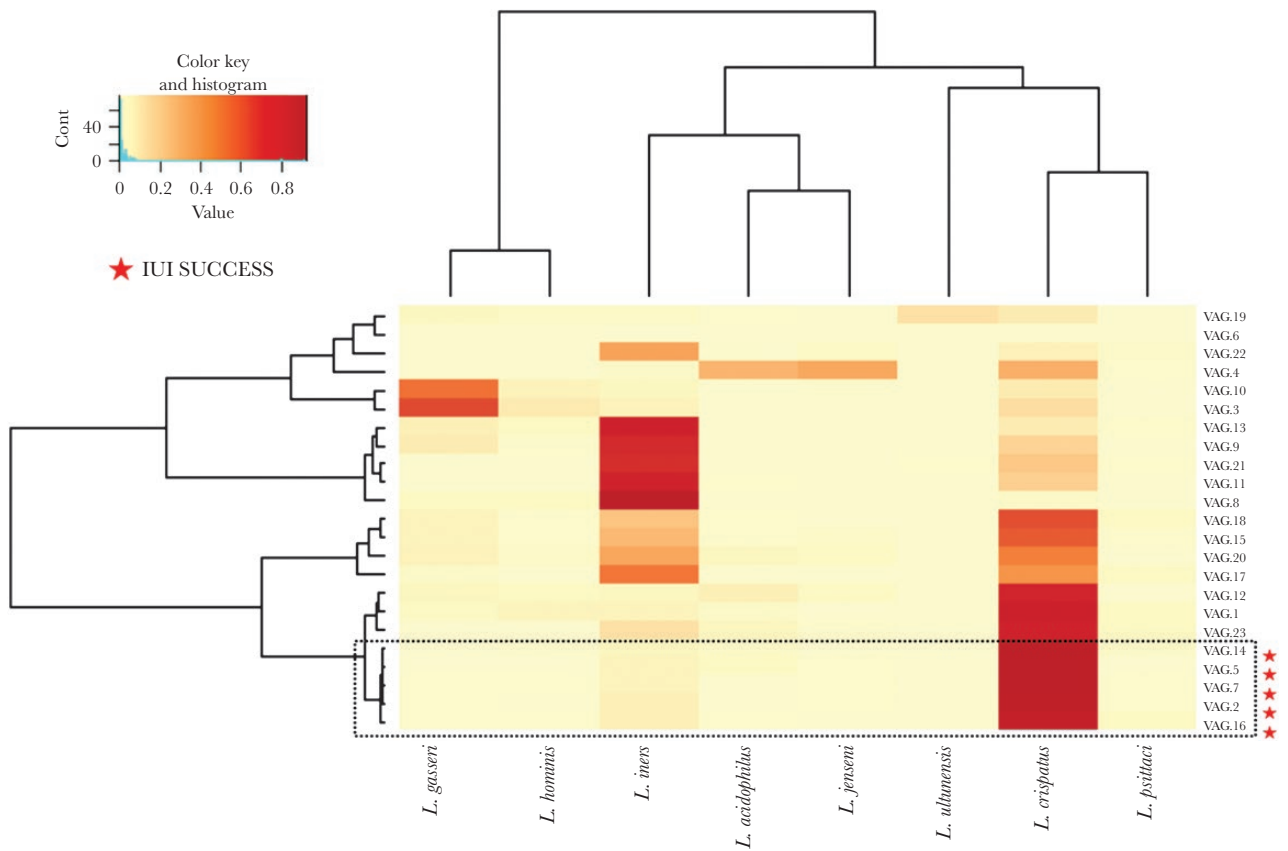 Color key
and histogram
Cont
40
0
0 0.2 0.4 0.6 0.8
Value
IUI SUCCESS
VAG.19
VAG.6
VAG.22
VAG.4
VAG.10
VAG.3
VAG.13
VAG.9
VAG.21
VAG.11
VAG.8
VAG.18
VAG.15
VAG.20
VAG.17
VAG.12
VAG.1
VAG.23
VAG.14
VAG.5
VAG.7
VAG.2
VAG.16
L. gasseri
L. hominis
L. iners
L. acidophilus
L. jenseni
L. ultunensis
L. crispatus
L. psittaci